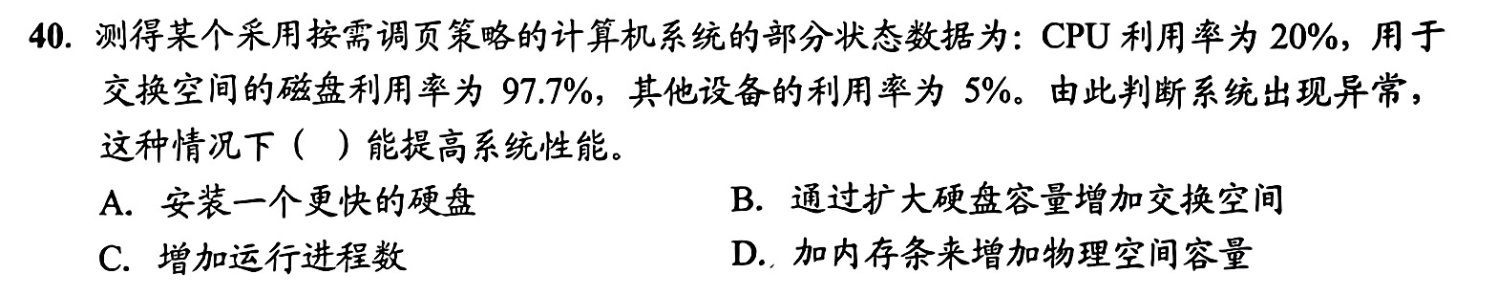 40. 测得某个采用按需调页策略的计算机系统的部分状态数据为：CPU 利用率为 20%，用于
交换空间的磁盘利用率为 97.7%，其他设备的利用率为 5%。由此判断系统出现异常，
这种情况下（ ）能提高系统性能。
A. 安装一个更快的硬盘 B. 通过扩大硬盘容量增加交换空间
C. 增加运行进程数 D. 加内存条来增加物理空间容量